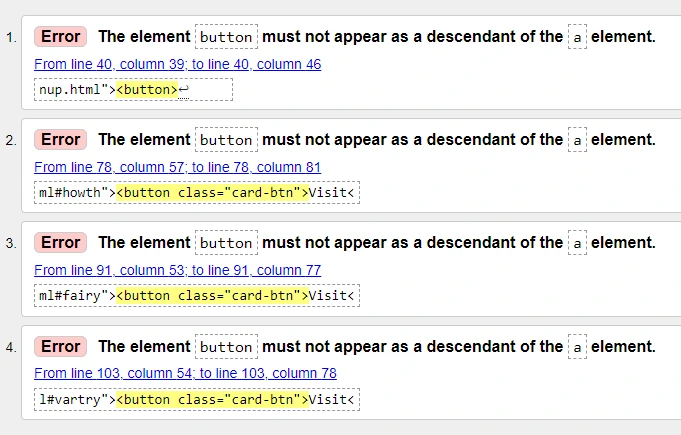 1. Error The element button must not appear as a descendant of the a element.
From line 40, column 39; to line 40, column 46
nup.html"><button>↩
2. Error The element button must not appear as a descendant of the a element.
From line 78, column 57; to line 78, column 81
ml#howth"><button class="card-btn">Visit<
3. Error The element button must not appear as a descendant of the a element.
From line 91, column 53; to line 91, column 77
ml#fairy"><button class="card-btn">Visit<
4. Error The element button must not appear as a descendant of the a element.
From line 103, column 54; to line 103, column 78
l#vartry"><button class="card-btn">Visit<